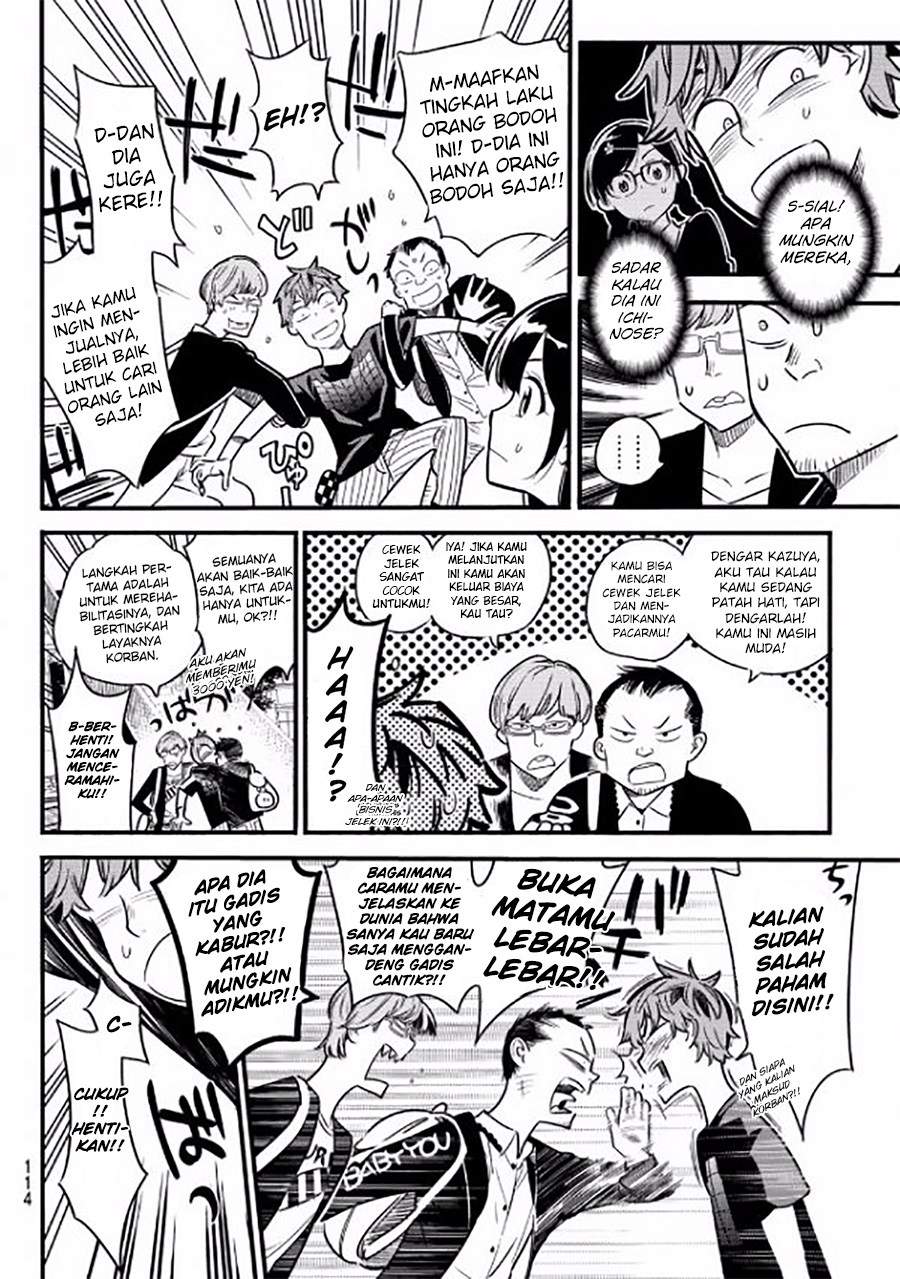 S-SIAL!
APA
MUNGKIN
MEREKA,
SADAR
KALAU
DIA INI
ICHI-
NOSE?
M-MAAFKAN
TINGKAH LAKU
ORANG BODOH
INI! D-DIA INI
HANYA ORANG
BODOH SAJA!!
EH!?
D-DAN
DIA
JUGA
KERE!!
JIKA KAMU
INGIN MEN-
JUALNYA,
LEBIH BAIK
UNTUK CARI
ORANG LAIN
SAJA!
ど
が
ぴゅー
DENGAR KAZUYA,
AKU TAU KALAU
KAMU SEDANG
PATAH HATI, TAPI
DENGARLAH!
KAMU INI MASIH
MUDA!
KAMU BISA
MENCARI
CEWEK JELEK
DAN MEN-
JADIKANNYA
PACARMU!
IYA! JIKA KAMU
MELANJUTKAN
INI KAMU AKAN
KELUAR BIAYA
YANG BESAR,
KAU TAU?
CEWEK
JELEK
SANGAT
COCOK
UNTUKMU!
HAAA!?
DAN
APA-APAAN
BISNIS
JELEK INI?!!!
SEMUANYA
AKAN BAIK-BAIK
SAJA, KITA ADA
HANYA UNTUK-
MU, OK?!!
LANGKAH PER-
TAMA ADALAH
UNTUK MEREHA-
BILITASINYA, DAN
BERTINGKAH
LAYAKNYA
KORBAN.
AKU AKAN
MEMBERIMU
3000 YEN!
B-BER-
HENTI!
JANGAN
MENCE-
RAMAHI-
KU!!
KALIAN
SUDAH
SALAH
PAHAM
DISINI!!
DAN SIAPA
YANG KALIAN
MAKSUD
KORBAN?!!
BUKA
MATAMU
LEBAR-
LEBAR!!
BAGAIMANA
CARAMU MEN-
JELASKAN KE
DUNIA BAHWA
SANYA KAU BARU
SAJA MENGGAN-
DENG GADIS
CANTIK?!!
APA DIA
ITU GADIS
YANG
KABUR?!!
ATAU
MUNGKIN
ADIKMU?!!
BABY YOU
C-
CUKUP
!!
HENTI-
KAN!!
114